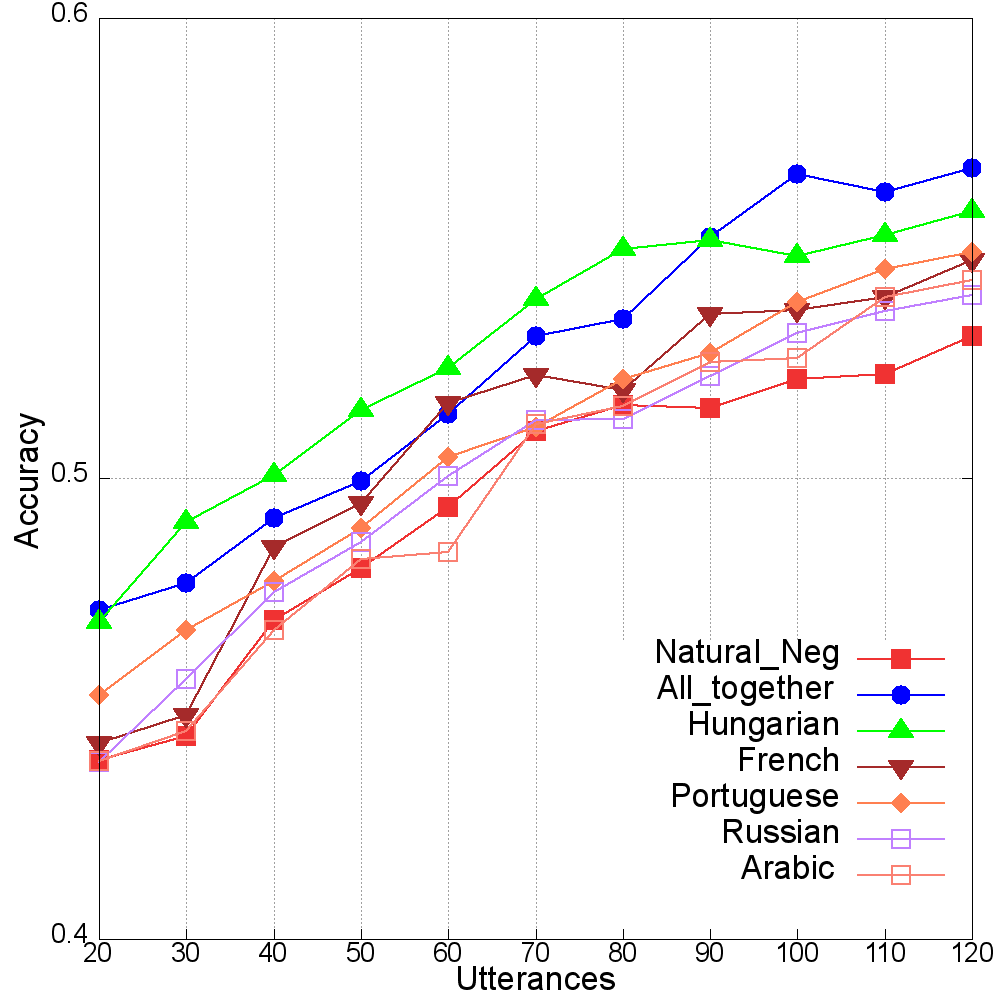 0.6
0.5
0.4
Accuracy
Natural_Neg
All_together
Hungarian
French
Portuguese
Russian
Arabic
20 30 40 50 60 70 80 90 100 110 120
Utterances